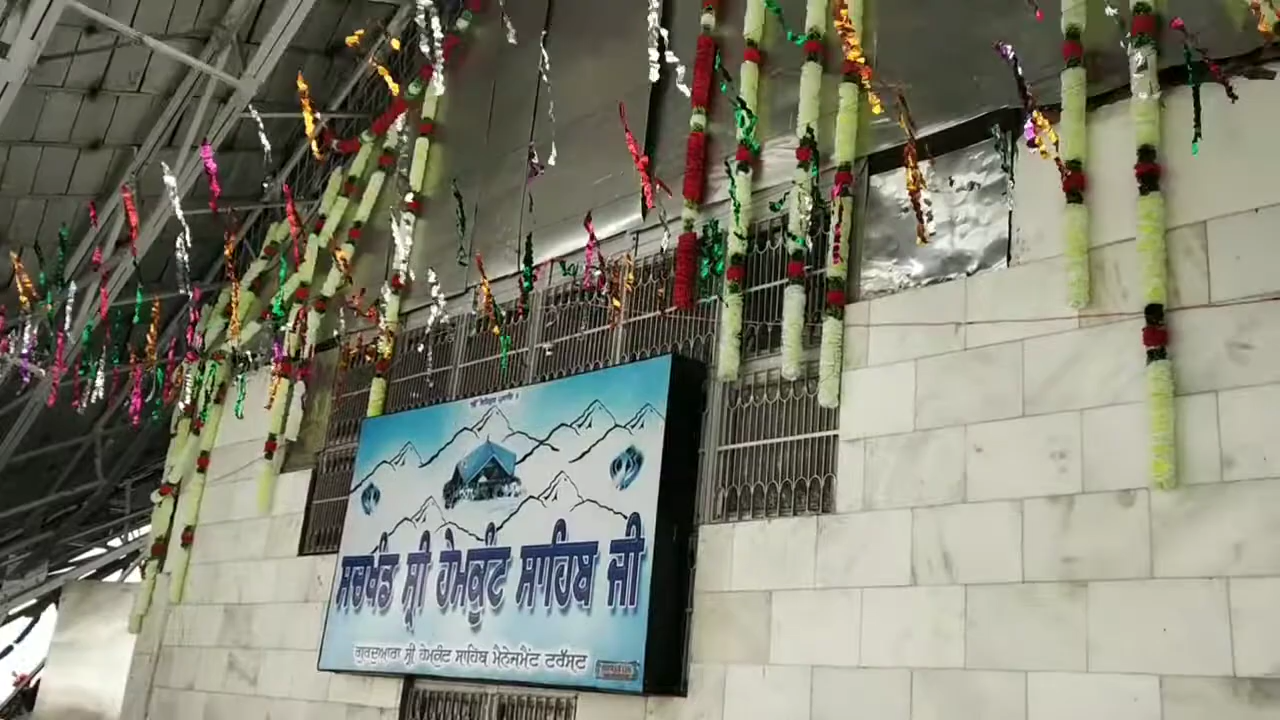 ਸਚਖੰਡ ਸ੍ਰੀ ਹੇਮਕੁੰਟ ਸਾਹਿਬ ਜੀ
ਗੁਰਦੁਆਰਾ ਸ੍ਰੀ ਹੇਮਕੁੰਟ ਸਾਹਿਬ ਮੈਨੇਜਮੈਂਟ ਟਰੱਸਟ